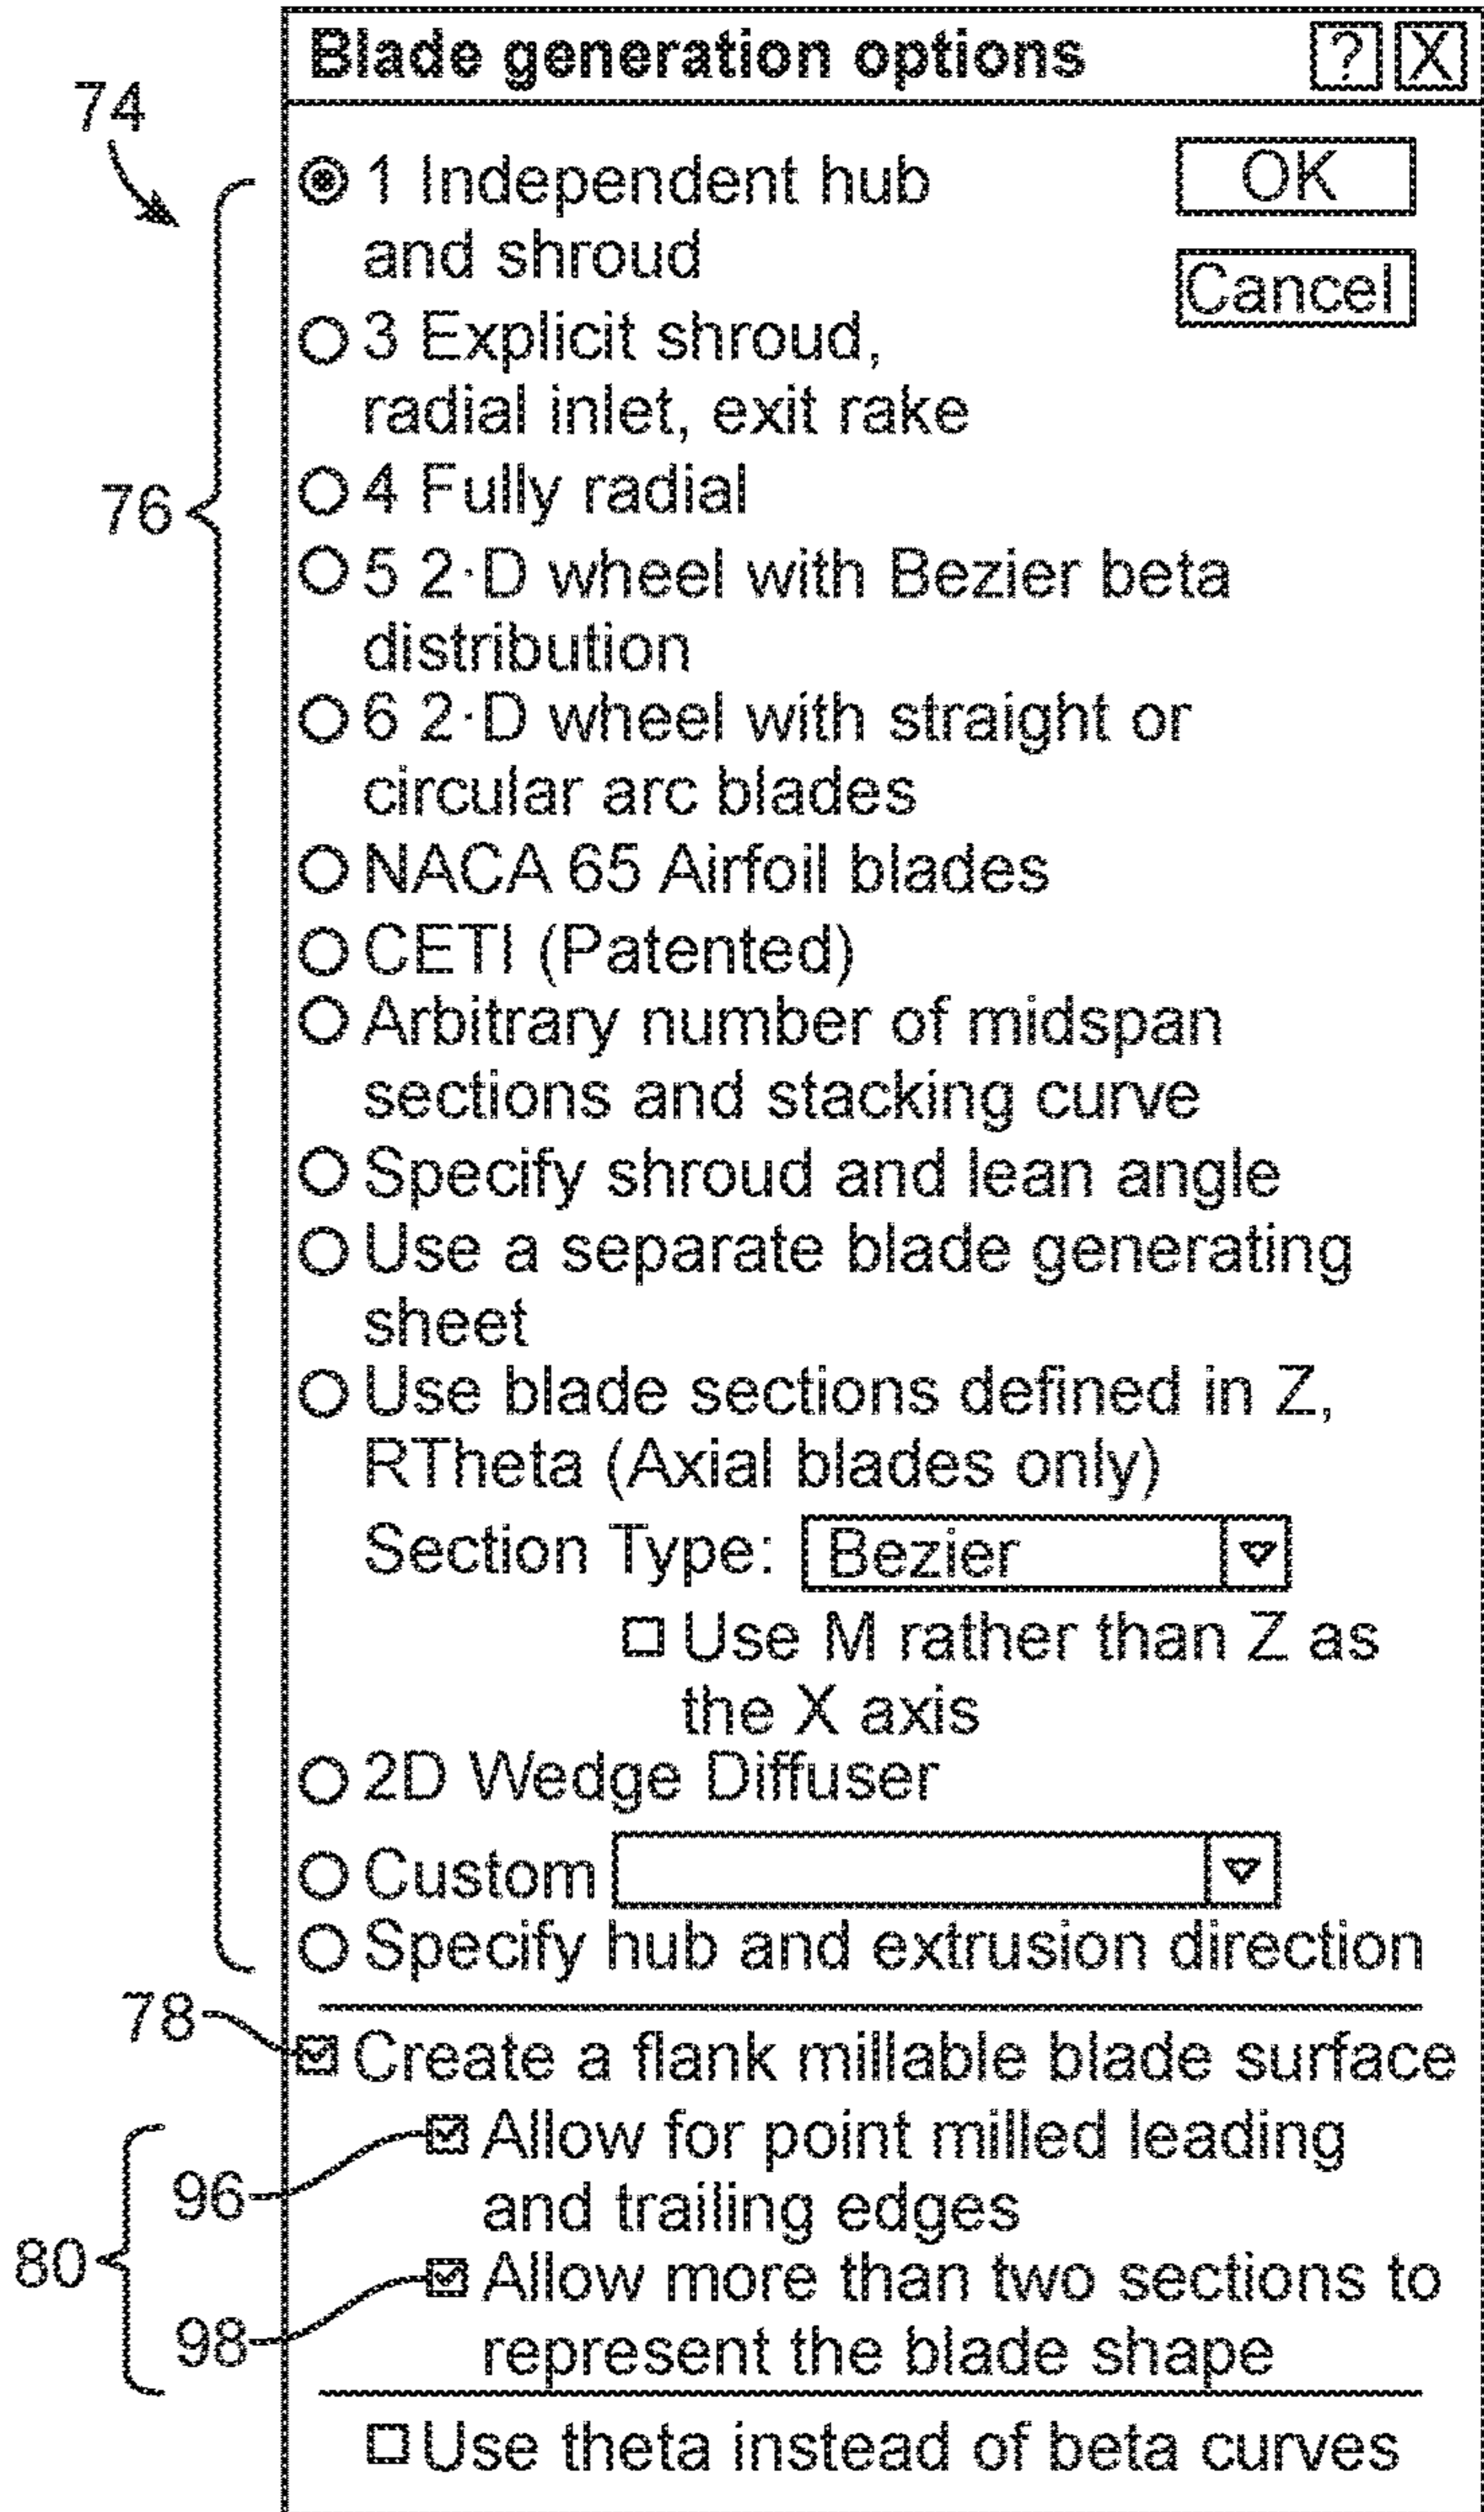 Blade generation options ? X
74
1 Independent hub
and shroud
OK
Cancel
3 Explicit shroud,
radial inlet, exit rake
76
4 Fully radial
5 2·D wheel with Bezier beta
distribution
6 2·D wheel with straight or
circular arc blades
NACA 65 Airfoil blades
CETI (Patented)
Arbitrary number of midspan
sections and stacking curve
Specify shroud and lean angle
Use a separate blade generating
sheet
Use blade sections defined in Z,
RTheta (Axial blades only)
Section Type: Bezier
Use M rather than Z as
the X axis
2D Wedge Diffuser
Custom
Specify hub and extrusion direction
78
Create a flank millable blade surface
80
96
Allow for point milled leading
and trailing edges
98
Allow more than two sections to
represent the blade shape
Use theta instead of beta curves